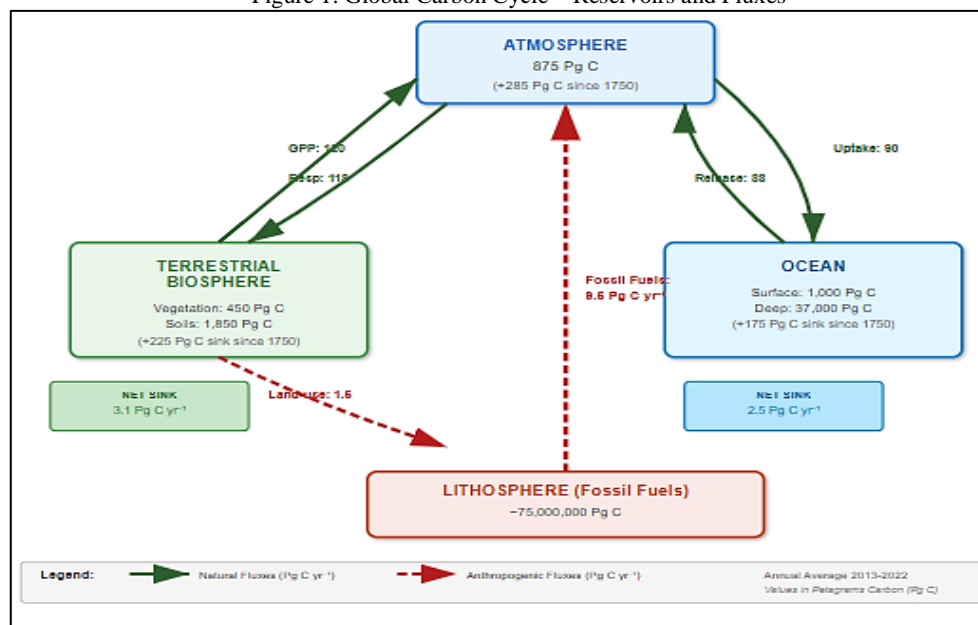 Figure 1. Global Carbon Cycle – Reservoirs and Fluxes
ATMOSPHERE
875 Pg C
(+285 Pg C since 1750)
GPP: 120
Uptake: 90
Resp: 118
Release: 88
TERRESTRIAL
BIOSPHERE
Vegetation: 450 Pg C
Soils: 1,850 Pg C
(+225 Pg C sink since 1750)
Fossil Fuels:
9.6 Pg C yr⁻¹
OCEAN
Surface: 1,000 Pg C
Deep: 37,000 Pg C
(+175 Pg C sink since 1750)
NET SINK
3.1 Pg C yr⁻¹
Land-use: 1.5
NET SINK
2.5 Pg C yr⁻¹
LITHOSPHERE (Fossil Fuels)
~75,000,000 Pg C
Legend:
Natural Fluxes (Pg C yr⁻¹)
Anthropogenic Fluxes (Pg C yr⁻¹)
Annual Average 2013-2022
Values in Petagrams Carbon (Pg C)